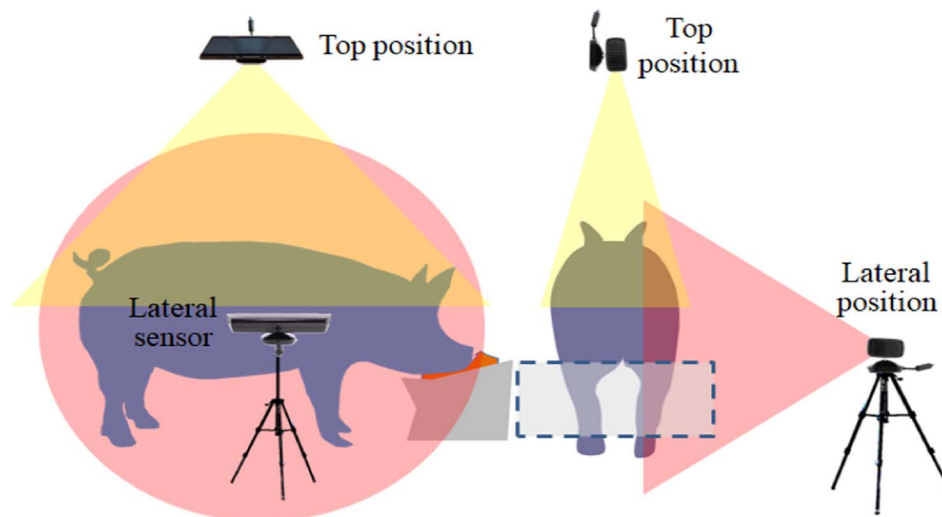 Top position
Top
position
Lateral
sensor
Lateral
position